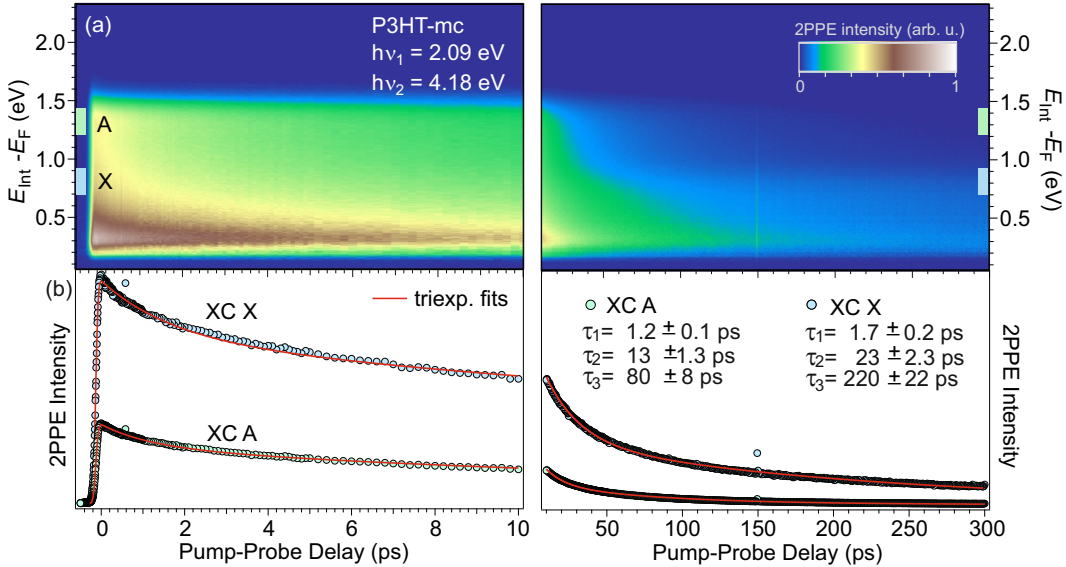 (a)
P3HT-mc
hν1 = 2.09 eV
hν2 = 4.18 eV
A
X
2.0
1.5
1.0
0.5
E_Int -E_F (eV)
2PPE intensity (arb. u.)
0
1
2.0
1.5
1.0
0.5
E_Int -E_F (eV)
(b)
triexp. fits
XC X
XC A
2PPE Intensity
0
2
4
6
8
10
Pump-Probe Delay (ps)
XC A
τ1= 1.2 ± 0.1 ps
τ2= 13 ±1.3 ps
τ3= 80 ± 8 ps
XC X
τ1= 1.7 ± 0.2 ps
τ2= 23 ± 2.3 ps
τ3= 220 ± 22 ps
2PPE Intensity
50
100
150
200
250
300
Pump-Probe Delay (ps)